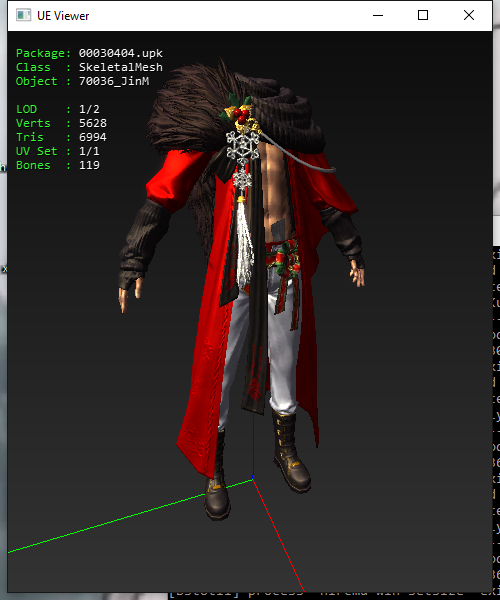 UE Viewer
Package: 00030404.upk
Class : SkeletalMesh
Object : 70036_JinM
LOD : 1/2
Verts : 5628
Tris : 6994
UV Set : 1/1
Bones : 119